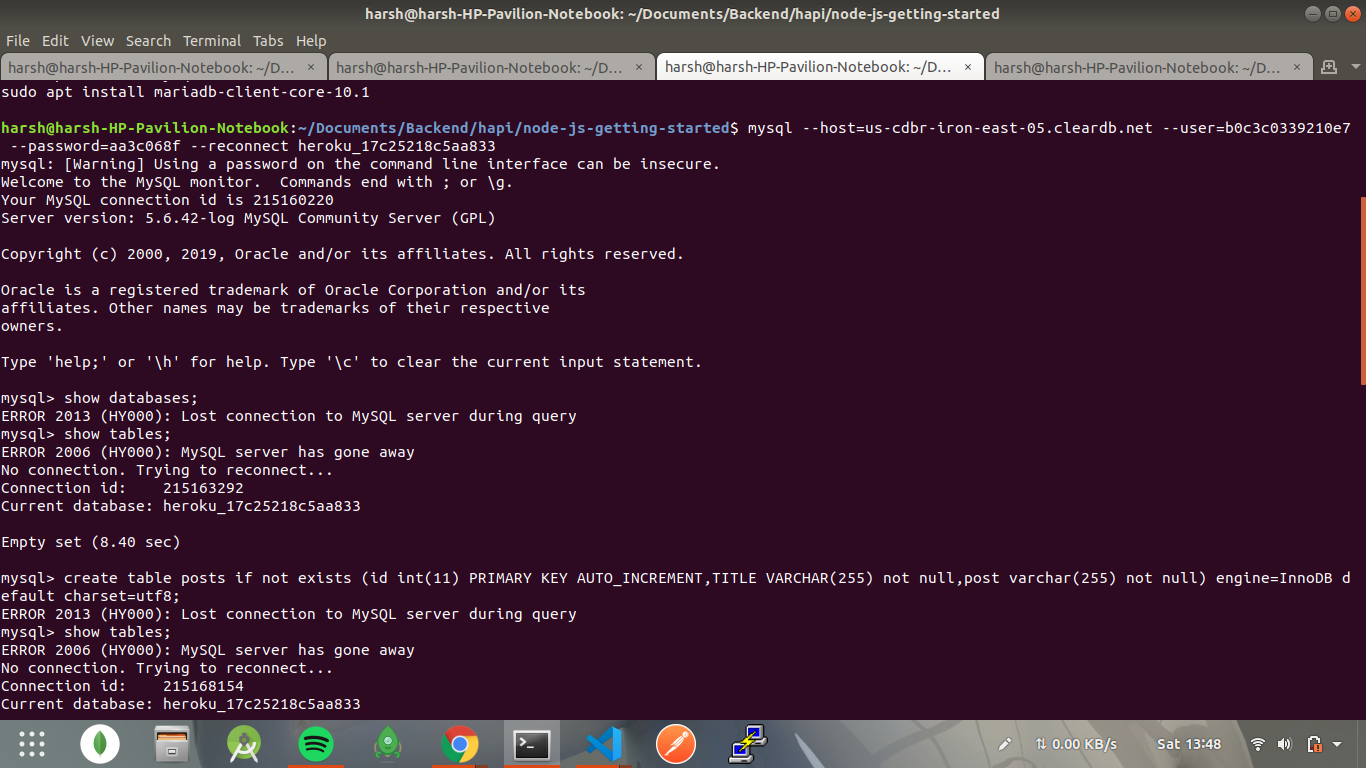 harsh@harsh-HP-Pavilion-Notebook: ~/Documents/Backend/hapi/node-js-getting-started
File Edit View Search Terminal Tabs Help
harsh@harsh-HP-Pavilion-Notebook: ~/D... × harsh@harsh-HP-Pavilion-Notebook: ~/D... × harsh@harsh-HP-Pavilion-Notebook: ~/D... × harsh@harsh-HP-Pavilion-Notebook: ~/D... ×
sudo apt install mariadb-client-core-10.1
harsh@harsh-HP-Pavilion-Notebook:~/Documents/Backend/hapi/node-js-getting-started$ mysql --host=us-cdbr-iron-east-05.cleardb.net --user=b0c3c0339210e7
--password=aa3c068f --reconnect heroku_17c25218c5aa833
mysql: [Warning] Using a password on the command line interface can be insecure.
Welcome to the MySQL monitor.  Commands end with ; or \g.
Your MySQL connection id is 215160220
Server version: 5.6.42-log MySQL Community Server (GPL)
Copyright (c) 2000, 2019, Oracle and/or its affiliates. All rights reserved.
Oracle is a registered trademark of Oracle Corporation and/or its
affiliates. Other names may be trademarks of their respective
owners.
Type 'help;' or '\h' for help. Type '\c' to clear the current input statement.
mysql> show databases;
ERROR 2013 (HY000): Lost connection to MySQL server during query
mysql> show tables;
ERROR 2006 (HY000): MySQL server has gone away
No connection. Trying to reconnect...
Connection id:    215163292
Current database: heroku_17c25218c5aa833
Empty set (8.40 sec)
mysql> create table posts if not exists (id int(11) PRIMARY KEY AUTO_INCREMENT,TITLE VARCHAR(255) not null,post varchar(255) not null) engine=InnoDB d
efault charset=utf8;
ERROR 2013 (HY000): Lost connection to MySQL server during query
mysql> show tables;
ERROR 2006 (HY000): MySQL server has gone away
No connection. Trying to reconnect...
Connection id:    215168154
Current database: heroku_17c25218c5aa833
0.00 KB/s Sat 13:48